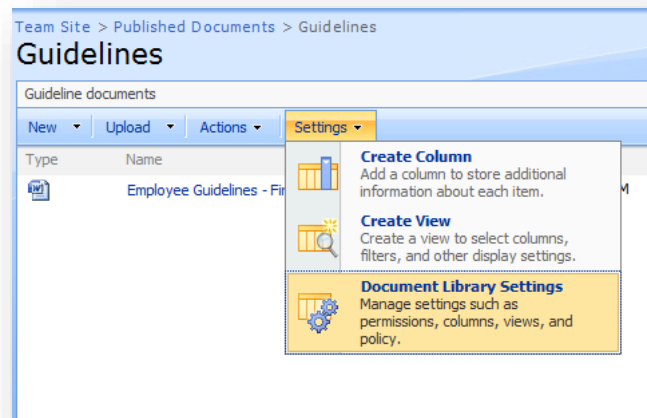 Team Site > Published Documents > Guidelines
Guidelines
Guideline documents
New Upload Actions Settings
Type Name
Employee Guidelines - Fir M
Create Column
Add a column to store additional
information about each item.
Create View
Create a view to select columns,
filters, and other display settings.
Document Library Settings
Manage settings such as
permissions, columns, views, and
policy.